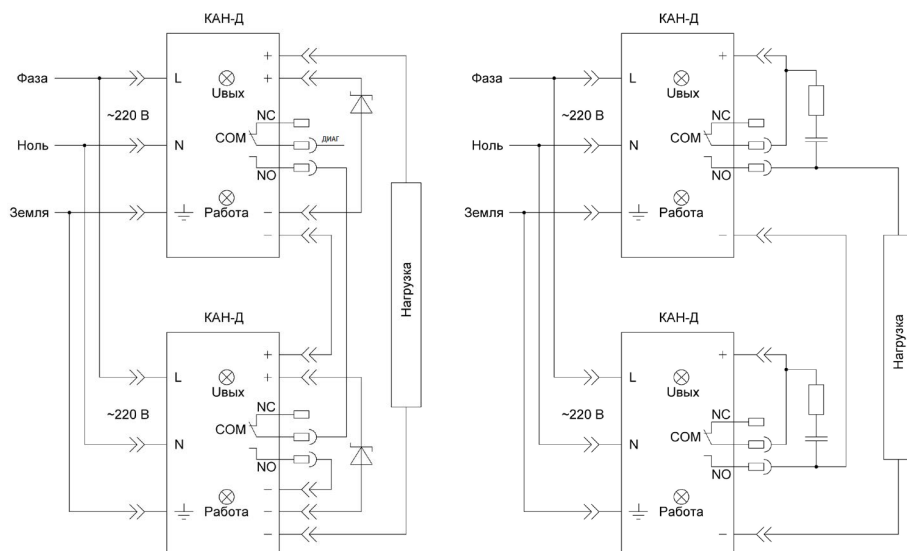 КАН-Д
Фаза
L
+
+
Uвых
~220 В
NC
COM
ДИАГ
Ноль
N
NO
Земля
Работа
−
−
Нагрузка
КАН-Д
+
L
+
Uвых
~220 В
NC
COM
N
NO
−
Работа
−
−
КАН-Д
+
Фаза
L
Uвых
~220 В
NC
COM
Ноль
N
NO
Земля
Работа
−
Нагрузка
КАН-Д
+
L
Uвых
~220 В
NC
COM
N
NO
Работа
−